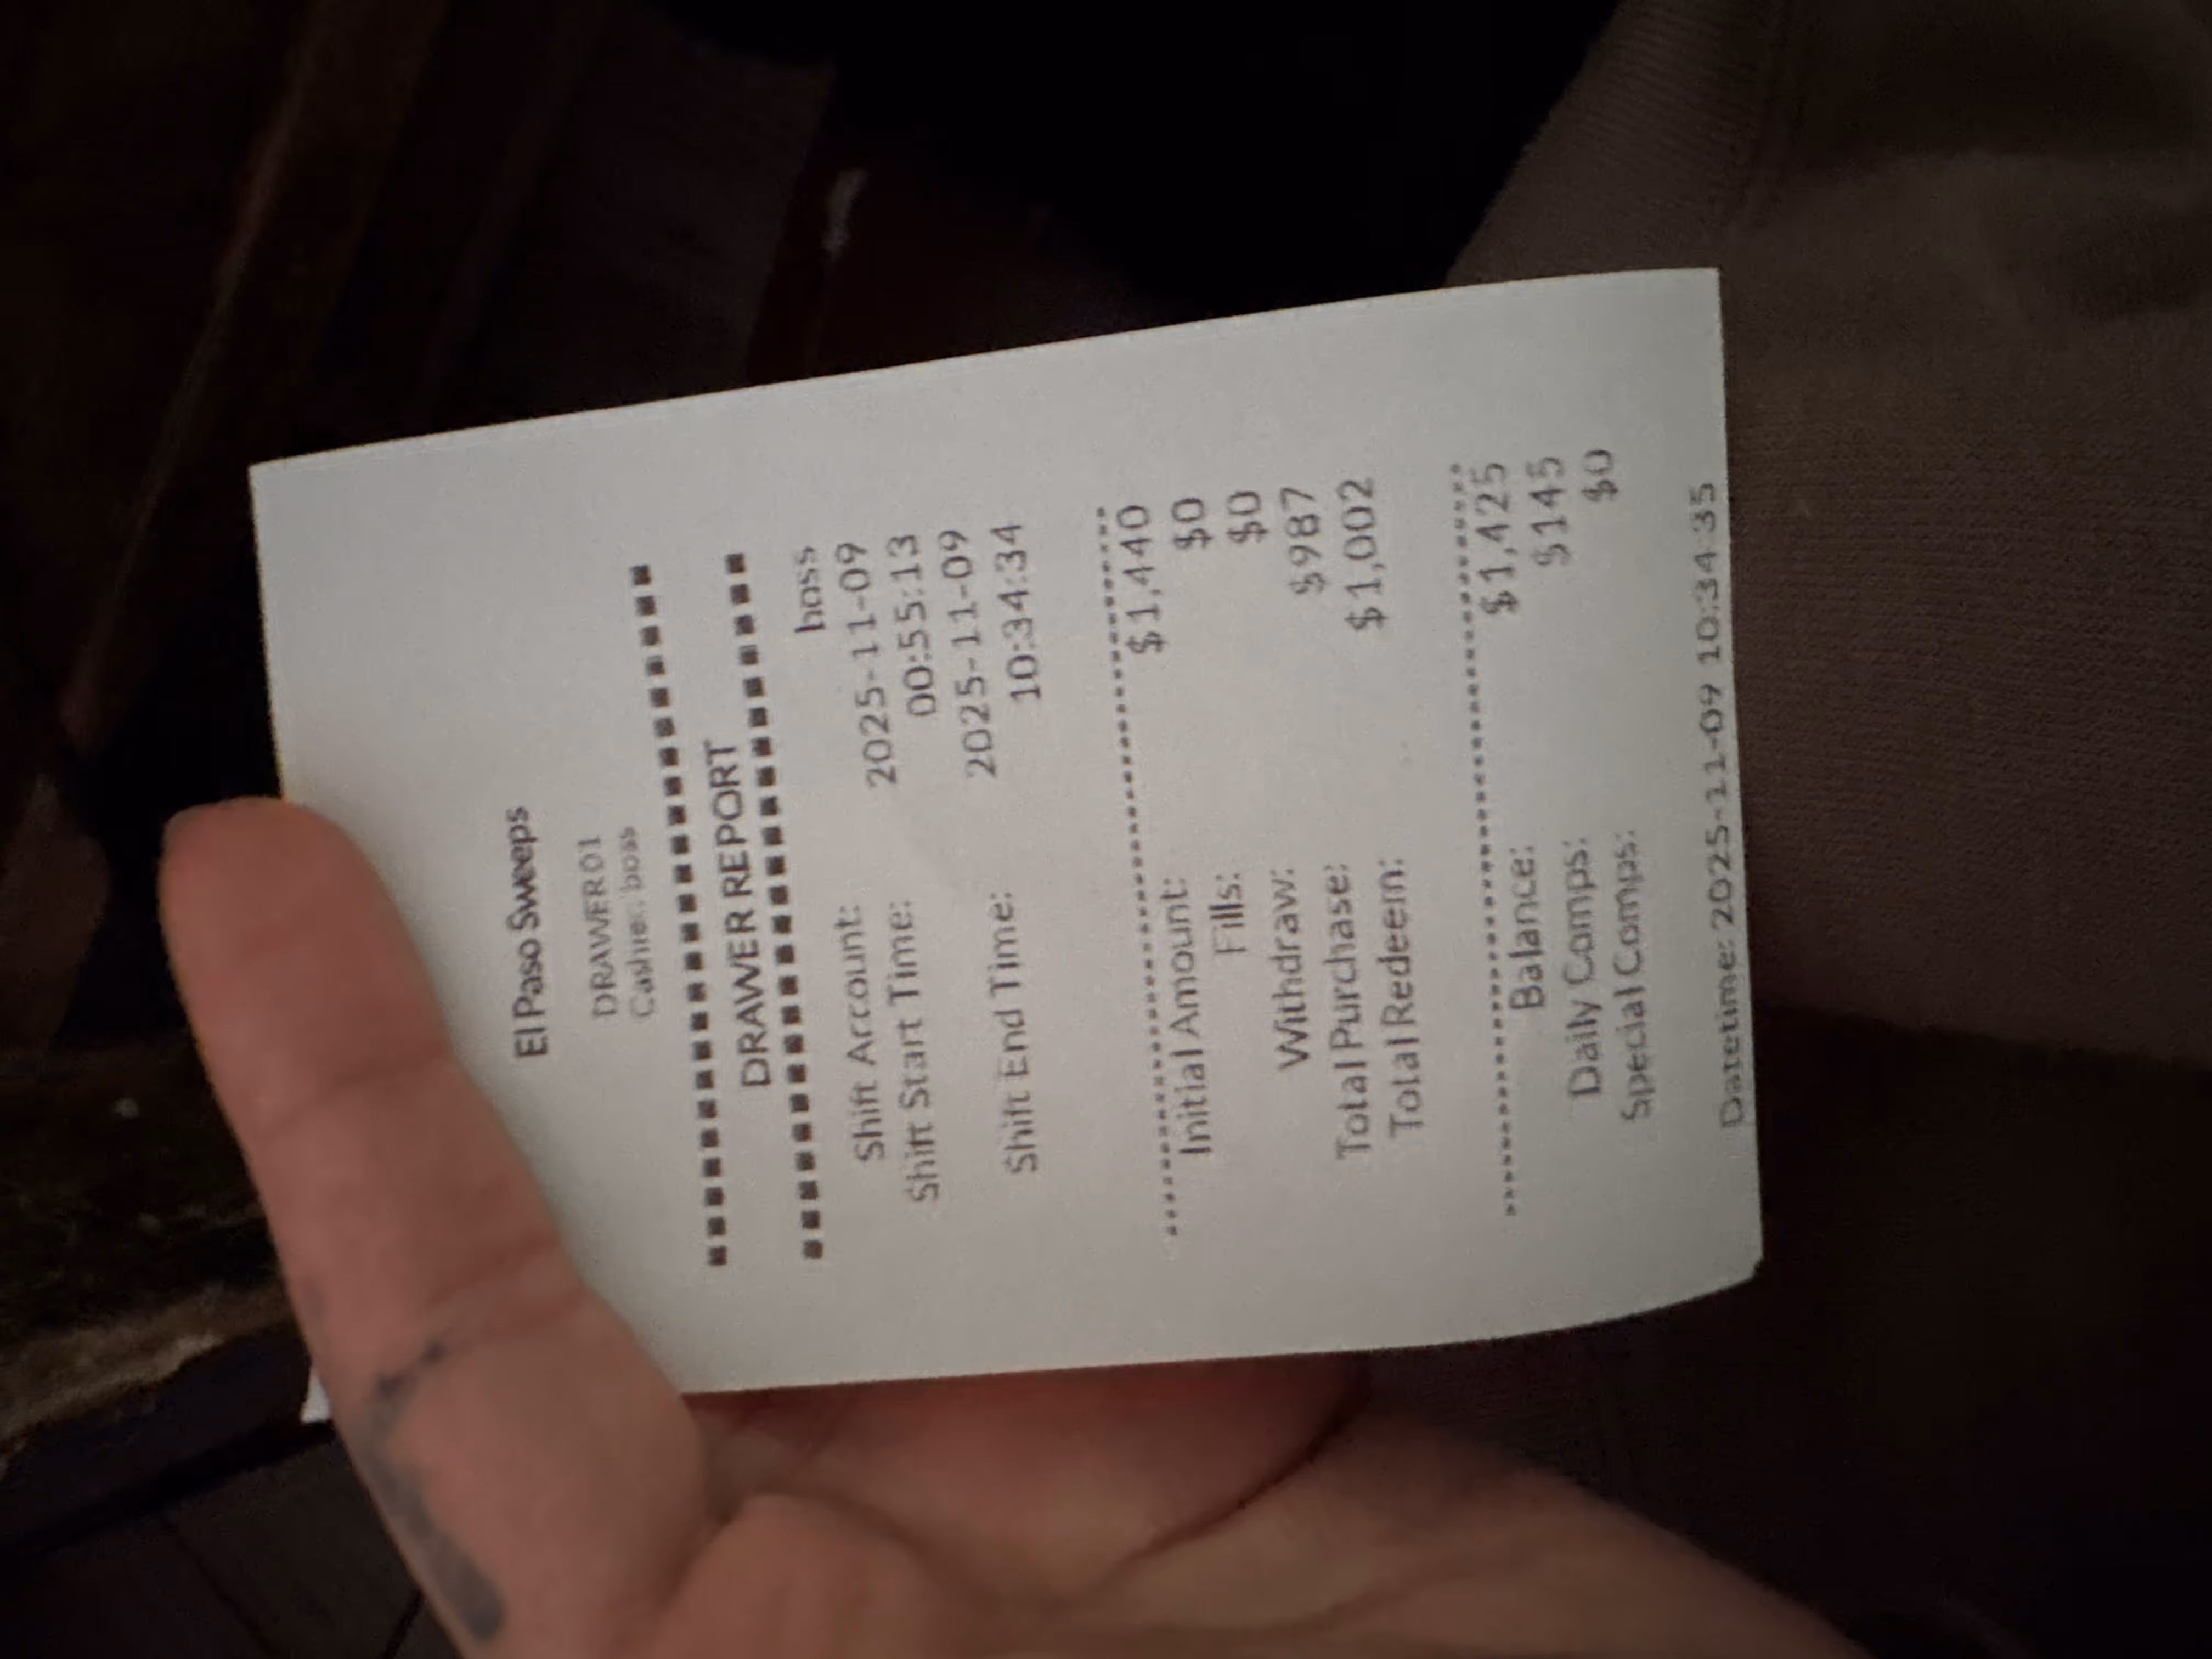 El Paso Sweeps
DRAWER01
Cashier: boss
DRAWER REPORT
Shift Account: boss
Shift Start Time: 2025-11-09
00:55:13
Shift End Time: 2025-11-09
10:34:34
Initial Amount: $1,440
Fills: $0
Withdraw: $0
Total Purchase: $987
Total Redeem: $1,002
Balance: $1,425
Daily Comps: $145
Special Comps: $0
Datetime: 2025-11-09 10:34:35